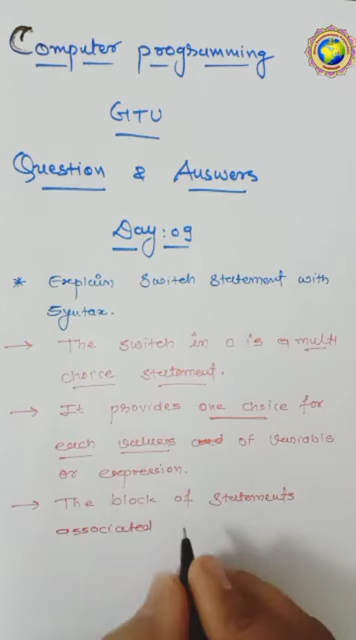 Computer programming
GTU
Question & Answers
Day:09
* Explain Switch Statement with
Syntax.
→ The switch in c is a multi
choice statement.
→ It provides one choice for
each values of variable
or expression.
→ The block of statements
associated